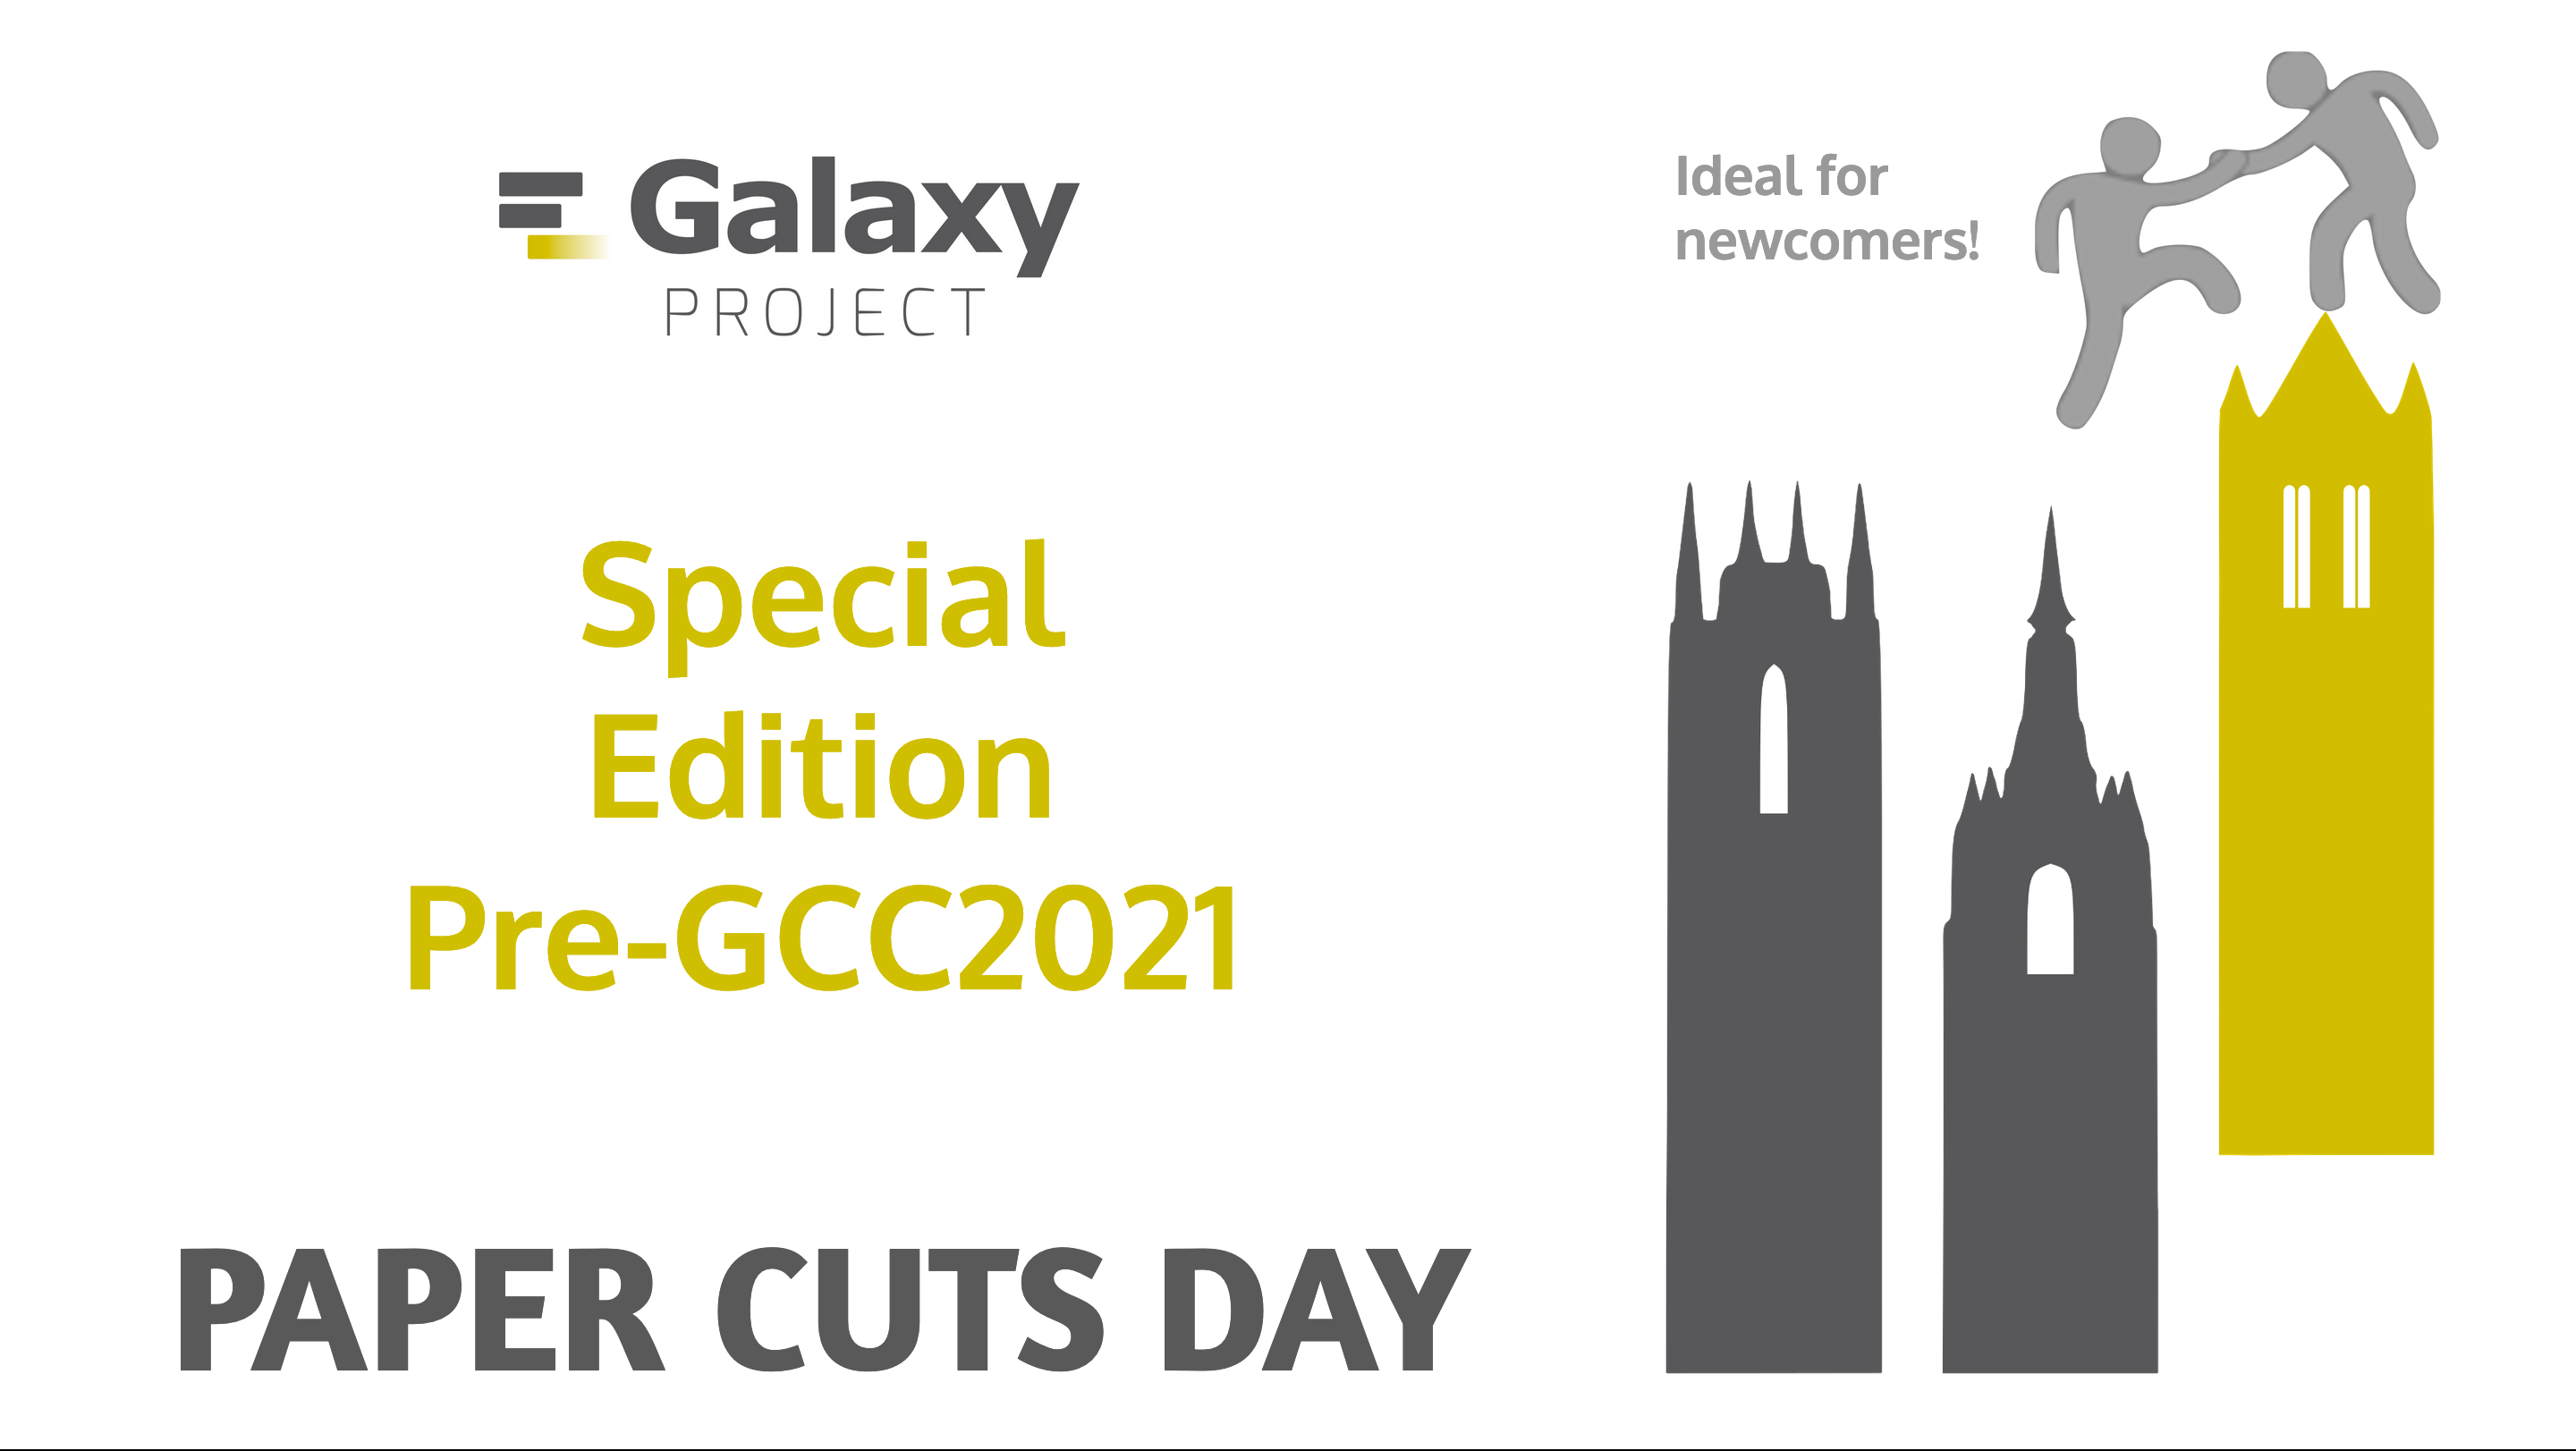 Galaxy
PROJECT
Ideal for
newcomers!
Special
Edition
Pre-GCC2021
PAPER CUTS DAY